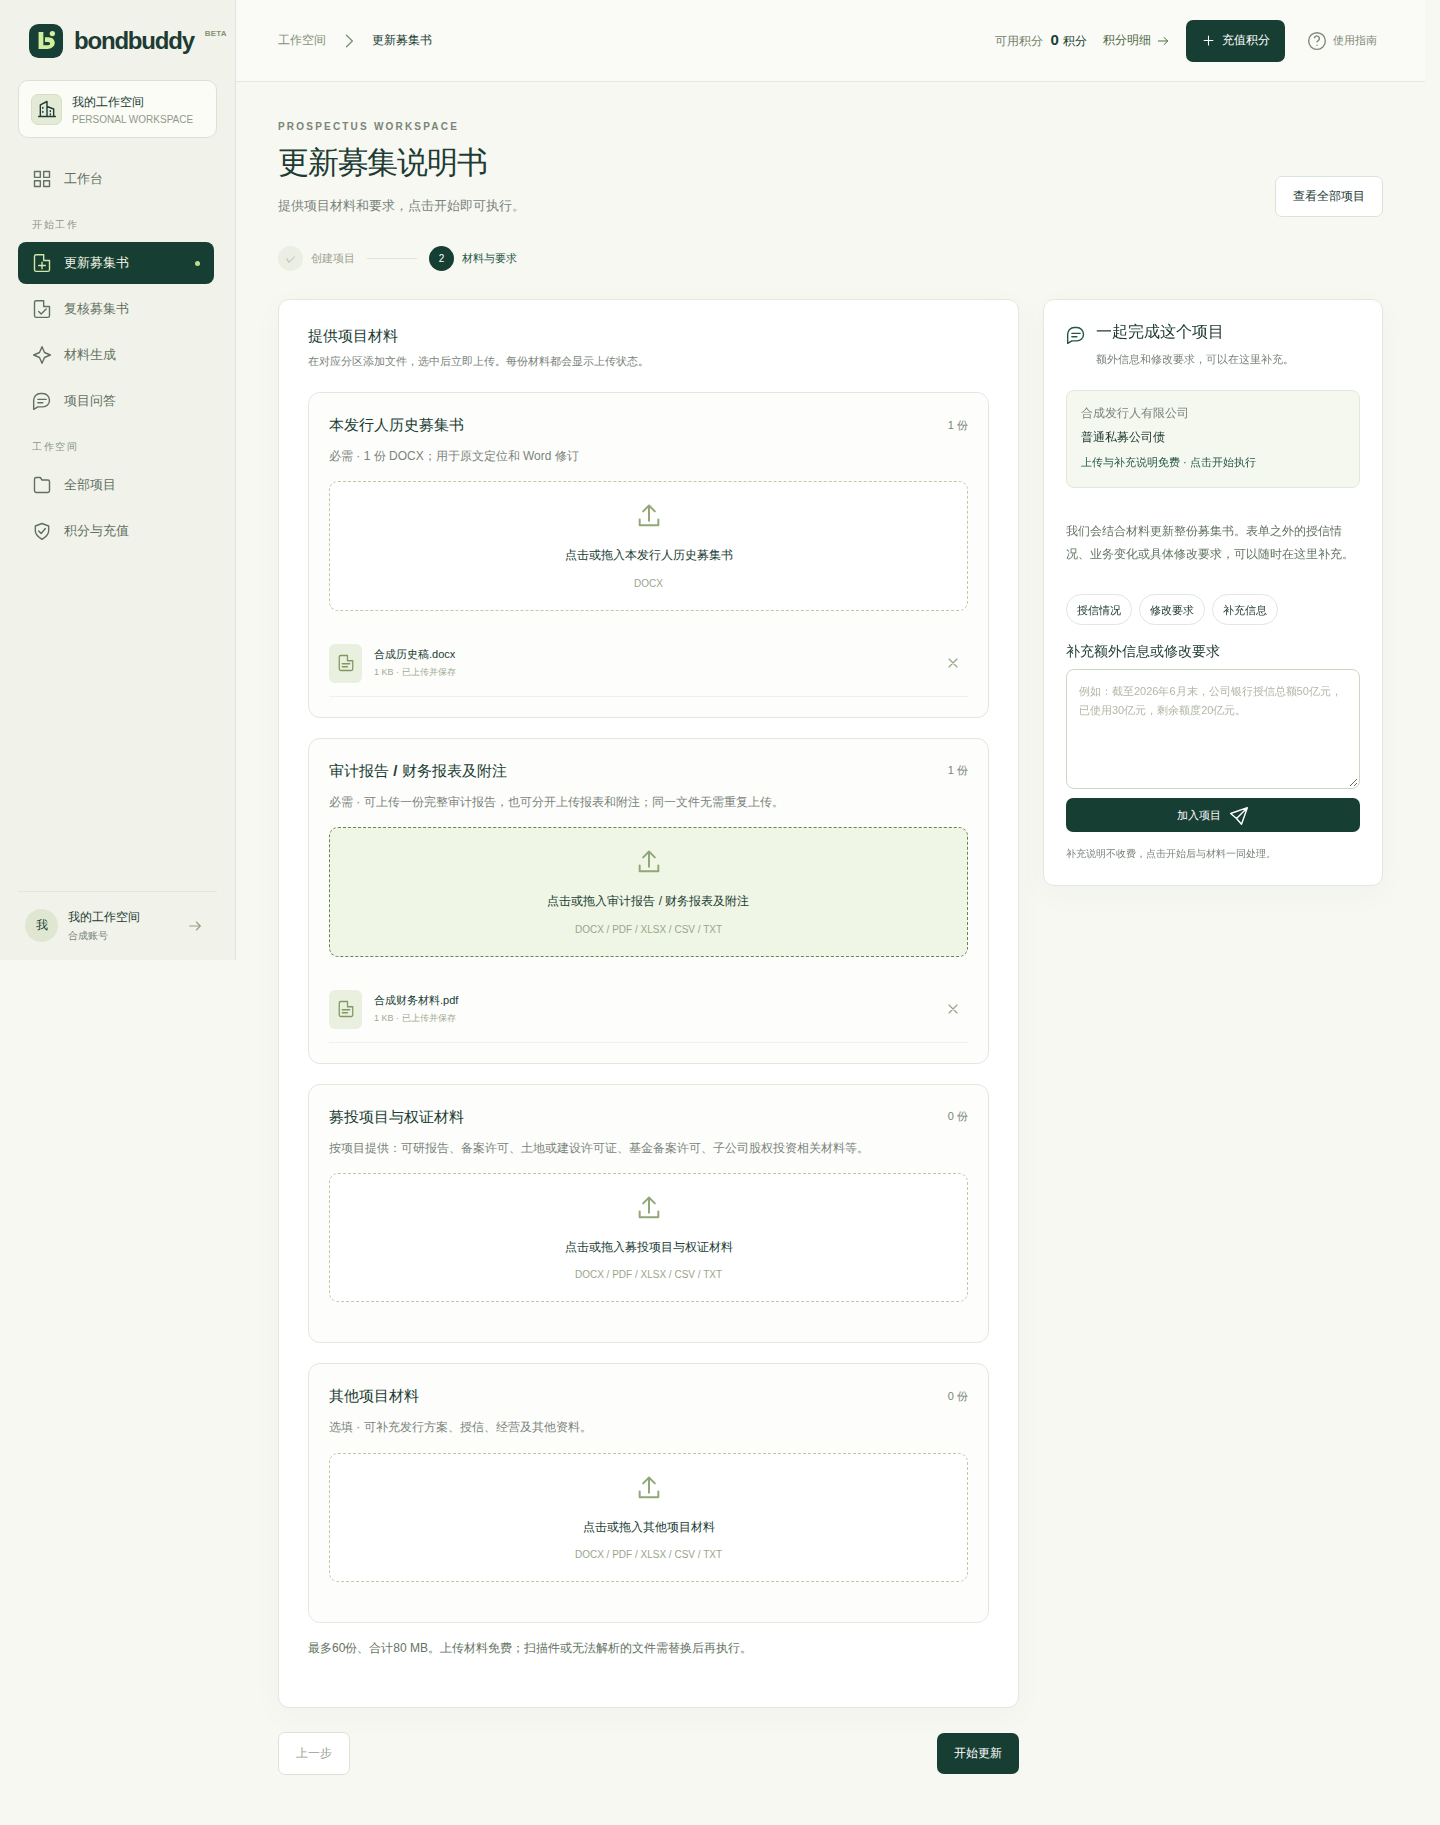 bondbuddy BETA
我的工作空间
PERSONAL WORKSPACE
工作台
开始工作
更新募集书
复核募集书
材料生成
项目问答
工作空间
全部项目
积分与充值
我 我的工作空间
合成账号
工作空间 更新募集书
可用积分 0 积分 积分明细 充值积分 使用指南
PROSPECTUS WORKSPACE
更新募集说明书
提供项目材料和要求，点击开始即可执行。
查看全部项目
创建项目 2 材料与要求
提供项目材料
在对应分区添加文件，选中后立即上传。每份材料都会显示上传状态。
本发行人历史募集书 1 份
必需 · 1 份 DOCX；用于原文定位和 Word 修订
点击或拖入本发行人历史募集书
DOCX
合成历史稿.docx
1 KB · 已上传并保存
审计报告 / 财务报表及附注 1 份
必需 · 可上传一份完整审计报告，也可分开上传报表和附注；同一文件无需重复上传。
点击或拖入审计报告 / 财务报表及附注
DOCX / PDF / XLSX / CSV / TXT
合成财务材料.pdf
1 KB · 已上传并保存
募投项目与权证材料 0 份
按项目提供：可研报告、备案许可、土地或建设许可证、基金备案许可、子公司股权投资相关材料等。
点击或拖入募投项目与权证材料
DOCX / PDF / XLSX / CSV / TXT
其他项目材料 0 份
选填 · 可补充发行方案、授信、经营及其他资料。
点击或拖入其他项目材料
DOCX / PDF / XLSX / CSV / TXT
最多60份、合计80 MB。上传材料免费；扫描件或无法解析的文件需替换后再执行。
上一步 开始更新
一起完成这个项目
额外信息和修改要求，可以在这里补充。
合成发行人有限公司
普通私募公司债
上传与补充说明免费 · 点击开始执行
我们会结合材料更新整份募集书。表单之外的授信情
况、业务变化或具体修改要求，可以随时在这里补充。
授信情况 修改要求 补充信息
补充额外信息或修改要求
例如：截至2026年6月末，公司银行授信总额50亿元，
已使用30亿元，剩余额度20亿元。
加入项目
补充说明不收费，点击开始后与材料一同处理。